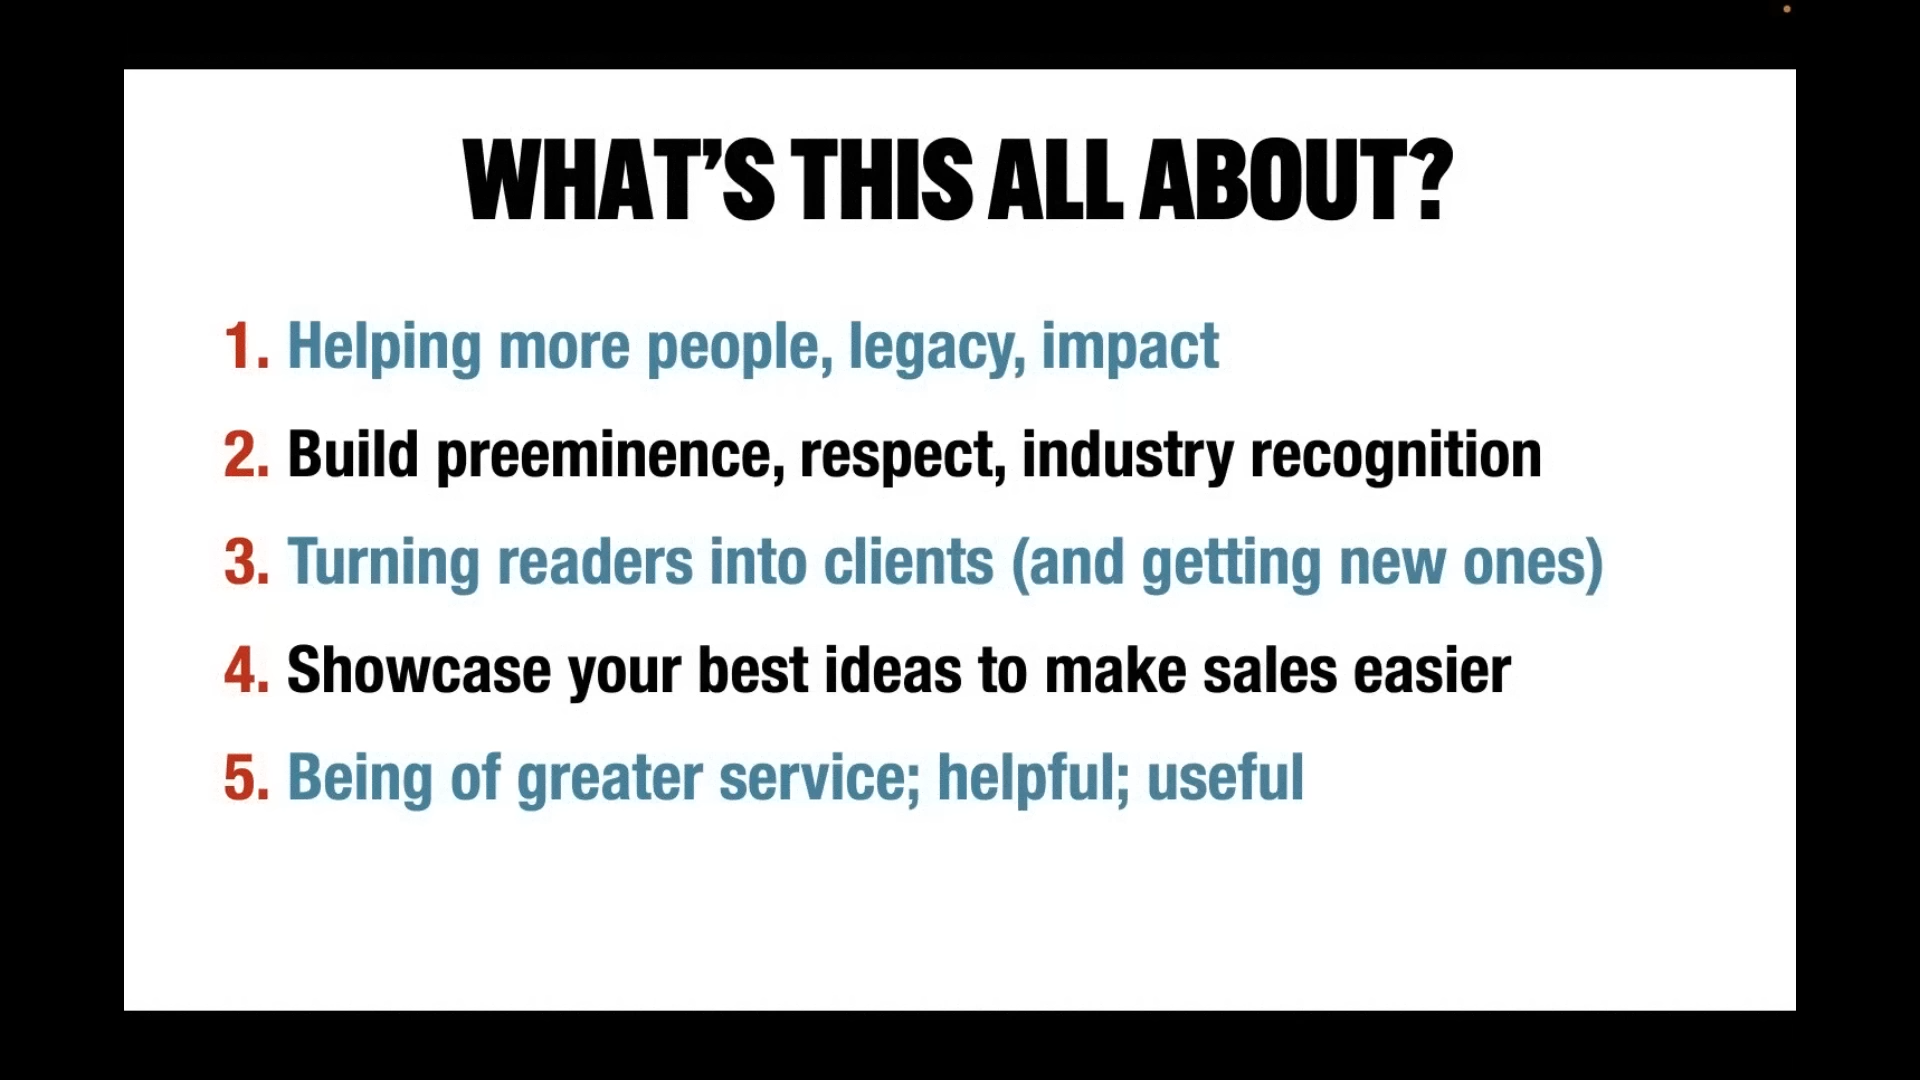 WHAT’S THIS ALL ABOUT?
1. Helping more people, legacy, impact
2. Build preeminence, respect, industry recognition
3. Turning readers into clients (and getting new ones)
4. Showcase your best ideas to make sales easier
5. Being of greater service; helpful; useful